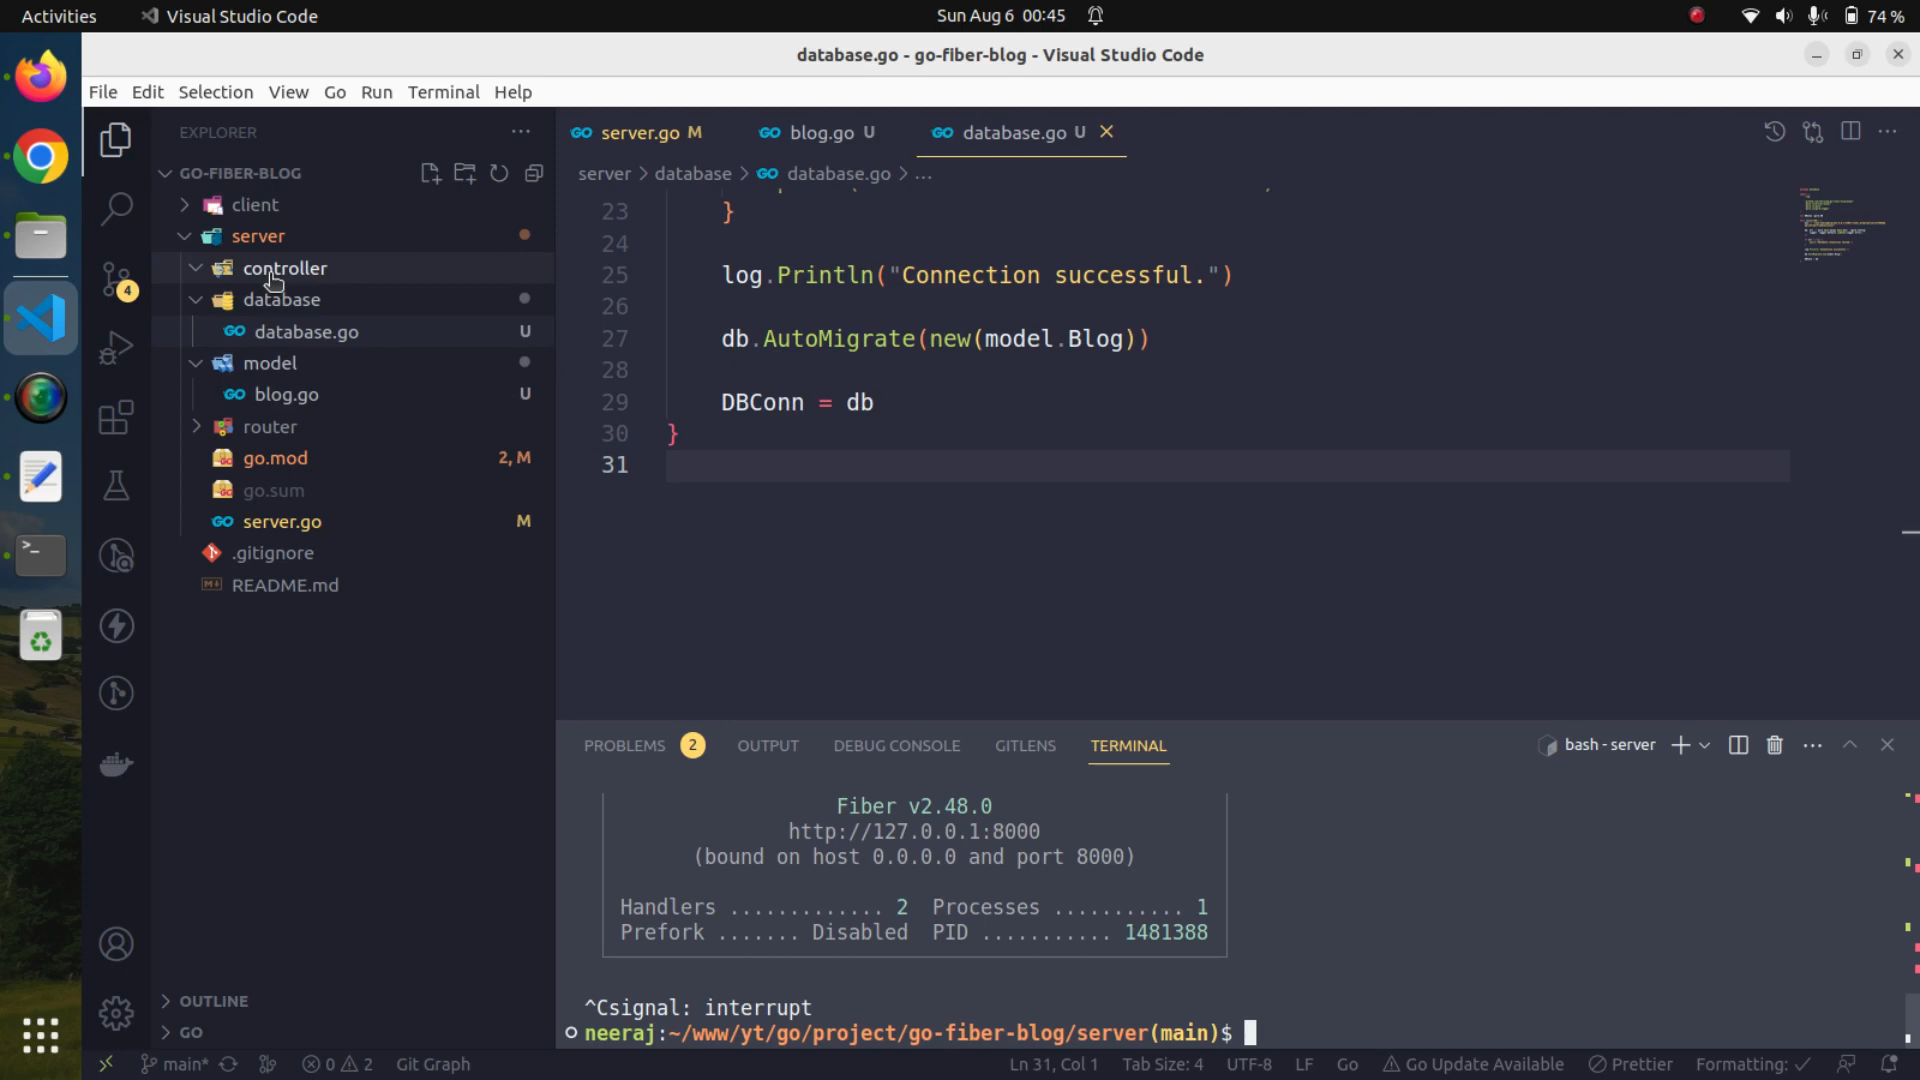 Activities
Visual Studio Code
Sun Aug 6 00:45
74 %
database.go - go-fiber-blog - Visual Studio Code
File Edit Selection View Go Run Terminal Help
EXPLORER
GO-FIBER-BLOG
client
server
controller
database
database.go U
model
blog.go U
router
go.mod 2, M
go.sum
server.go M
.gitignore
README.md
OUTLINE
GO
4
server.go M
blog.go U
database.go U
server > database > database.go > ...
23 }
24
25 log.Println("Connection successful.")
26
27 db.AutoMigrate(new(model.Blog))
28
29 DBConn = db
30 }
31
PROBLEMS 2 OUTPUT DEBUG CONSOLE GITLENS TERMINAL
bash - server
Fiber v2.48.0
http://127.0.0.1:8000
(bound on host 0.0.0.0 and port 8000)
Handlers ............. 2 Processes ........... 1
Prefork ....... Disabled PID ........... 1481388
^Csignal: interrupt
neeraj:~/www/yt/go/project/go-fiber-blog/server(main)$
main* 0 2 Git Graph
Ln 31, Col 1 Tab Size: 4 UTF-8 LF Go Go Update Available Prettier Formatting: